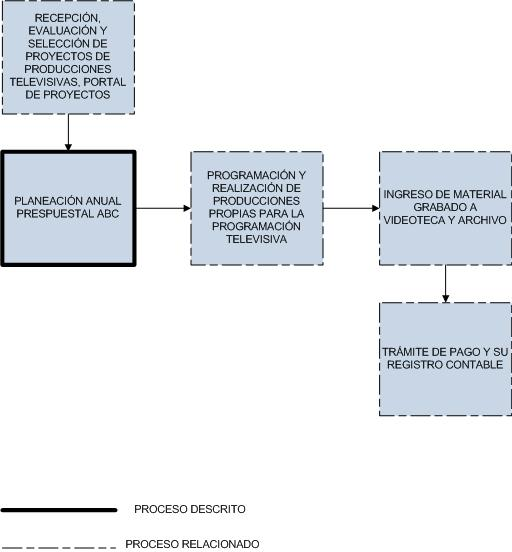 RECEPCIÓN,
EVALUACIÓN Y
SELECCIÓN DE
PROYECTOS DE
PRODUCCIONES
TELEVISIVAS, PORTAL
DE PROYECTOS
PLANEACIÓN ANUAL
PRESPUESTAL ABC
PROGRAMACIÓN Y
REALIZACIÓN DE
PRODUCCIONES
PROPIAS PARA LA
PROGRAMACIÓN
TELEVISIVA
INGRESO DE MATERIAL
GRABADO A
VIDEOTECA Y ARCHIVO
TRÁMITE DE PAGO Y SU
REGISTRO CONTABLE
PROCESO DESCRITO
PROCESO RELACIONADO